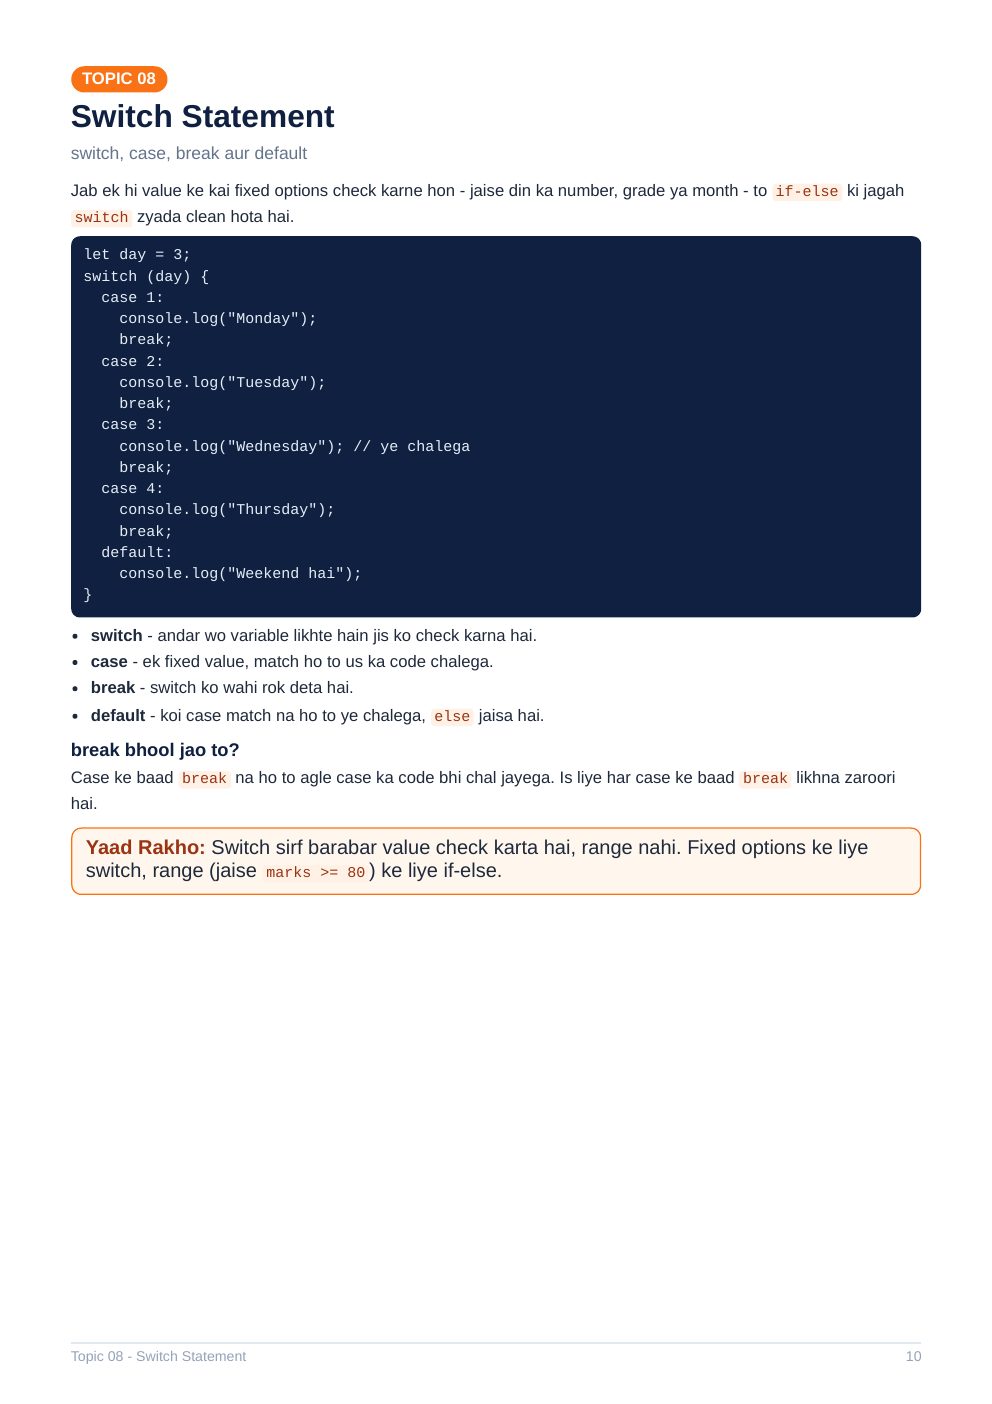 TOPIC 08
Switch Statement
switch, case, break aur default
Jab ek hi value ke kai fixed options check karne hon - jaise din ka number, grade ya month - to if-else ki jagah
switch zyada clean hota hai.
let day = 3;
switch (day) {
  case 1:
    console.log("Monday");
    break;
  case 2:
    console.log("Tuesday");
    break;
  case 3:
    console.log("Wednesday"); // ye chalega
    break;
  case 4:
    console.log("Thursday");
    break;
  default:
    console.log("Weekend hai");
}
• switch - andar wo variable likhte hain jis ko check karna hai.
• case - ek fixed value, match ho to us ka code chalega.
• break - switch ko wahi rok deta hai.
• default - koi case match na ho to ye chalega, else jaisa hai.
break bhool jao to?
Case ke baad break na ho to agle case ka code bhi chal jayega. Is liye har case ke baad break likhna zaroori
hai.
Yaad Rakho: Switch sirf barabar value check karta hai, range nahi. Fixed options ke liye
switch, range (jaise marks >= 80) ke liye if-else.
Topic 08 - Switch Statement
10